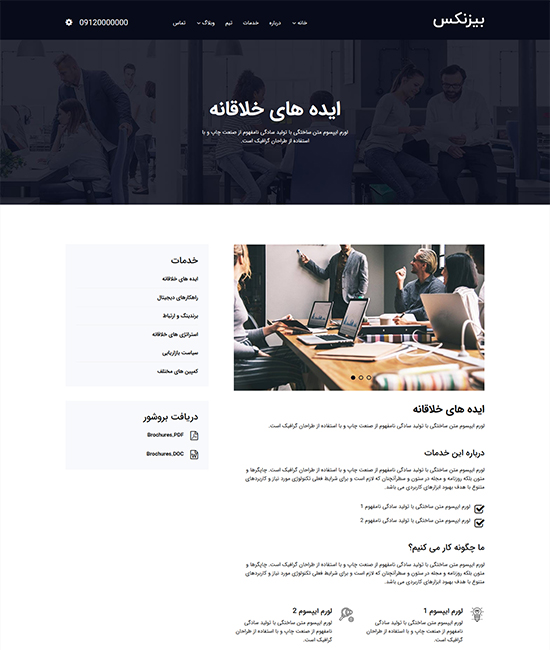 بیزنکس
خانه
درباره
خدمات
تیم
وبلاگ
تماس
09120000000
ایده های خلاقانه
لورم ایپسوم متن ساختگی با تولید سادگی نامفهوم از صنعت چاپ و با
استفاده از طراحان گرافیک است.
ایده های خلاقانه
لورم ایپسوم متن ساختگی با تولید سادگی نامفهوم از صنعت چاپ و با استفاده از طراحان گرافیک است.
درباره این خدمات
لورم ایپسوم متن ساختگی با تولید سادگی نامفهوم از صنعت چاپ و با استفاده از طراحان گرافیک است. چاپگرها و
متون بلکه روزنامه و مجله در ستون و سطرآنچنان که لازم است و برای شرایط فعلی تکنولوژی مورد نیاز و کاربردهای
متنوع با هدف بهبود ابزارهای کاربردی می باشد.
لورم ایپسوم متن ساختگی با تولید سادگی نامفهوم 1
لورم ایپسوم متن ساختگی با تولید سادگی نامفهوم 2
ما چگونه کار می کنیم؟
لورم ایپسوم متن ساختگی با تولید سادگی نامفهوم از صنعت چاپ و با استفاده از طراحان گرافیک است. چاپگرها و
متون بلکه روزنامه و مجله در ستون و سطرآنچنان که لازم است و برای شرایط فعلی تکنولوژی مورد نیاز و کاربردهای
متنوع با هدف بهبود ابزارهای کاربردی می باشد.
لورم ایپسوم 1
لورم ایپسوم متن ساختگی با تولید سادگی
نامفهوم از صنعت چاپ و با استفاده از
طراحان گرافیک است.
لورم ایپسوم 2
لورم ایپسوم متن ساختگی با تولید سادگی
نامفهوم از صنعت چاپ و با استفاده از
طراحان گرافیک است.
خدمات
ایده های خلاقانه
راهکارهای دیجیتال
برندینگ و ارتباط
استراتژی های خلاقانه
سیاست بازاریابی
کمپین های مختلف
دریافت بروشور
Brochures.PDF
Brochures.DOC